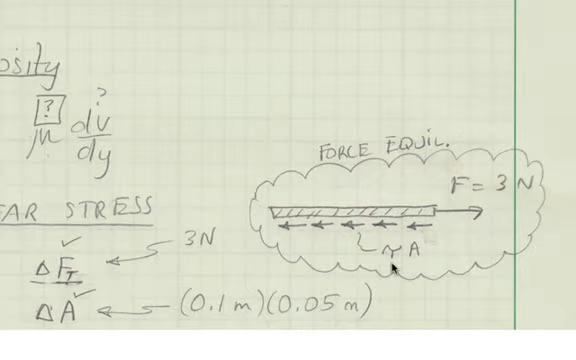 osity
?
[?]
μ dv
dy
FORCE EQUIL.
F = 3 N
AR STRESS
3N
τ A
ΔF_T
ΔA
(0.1 m)(0.05 m)